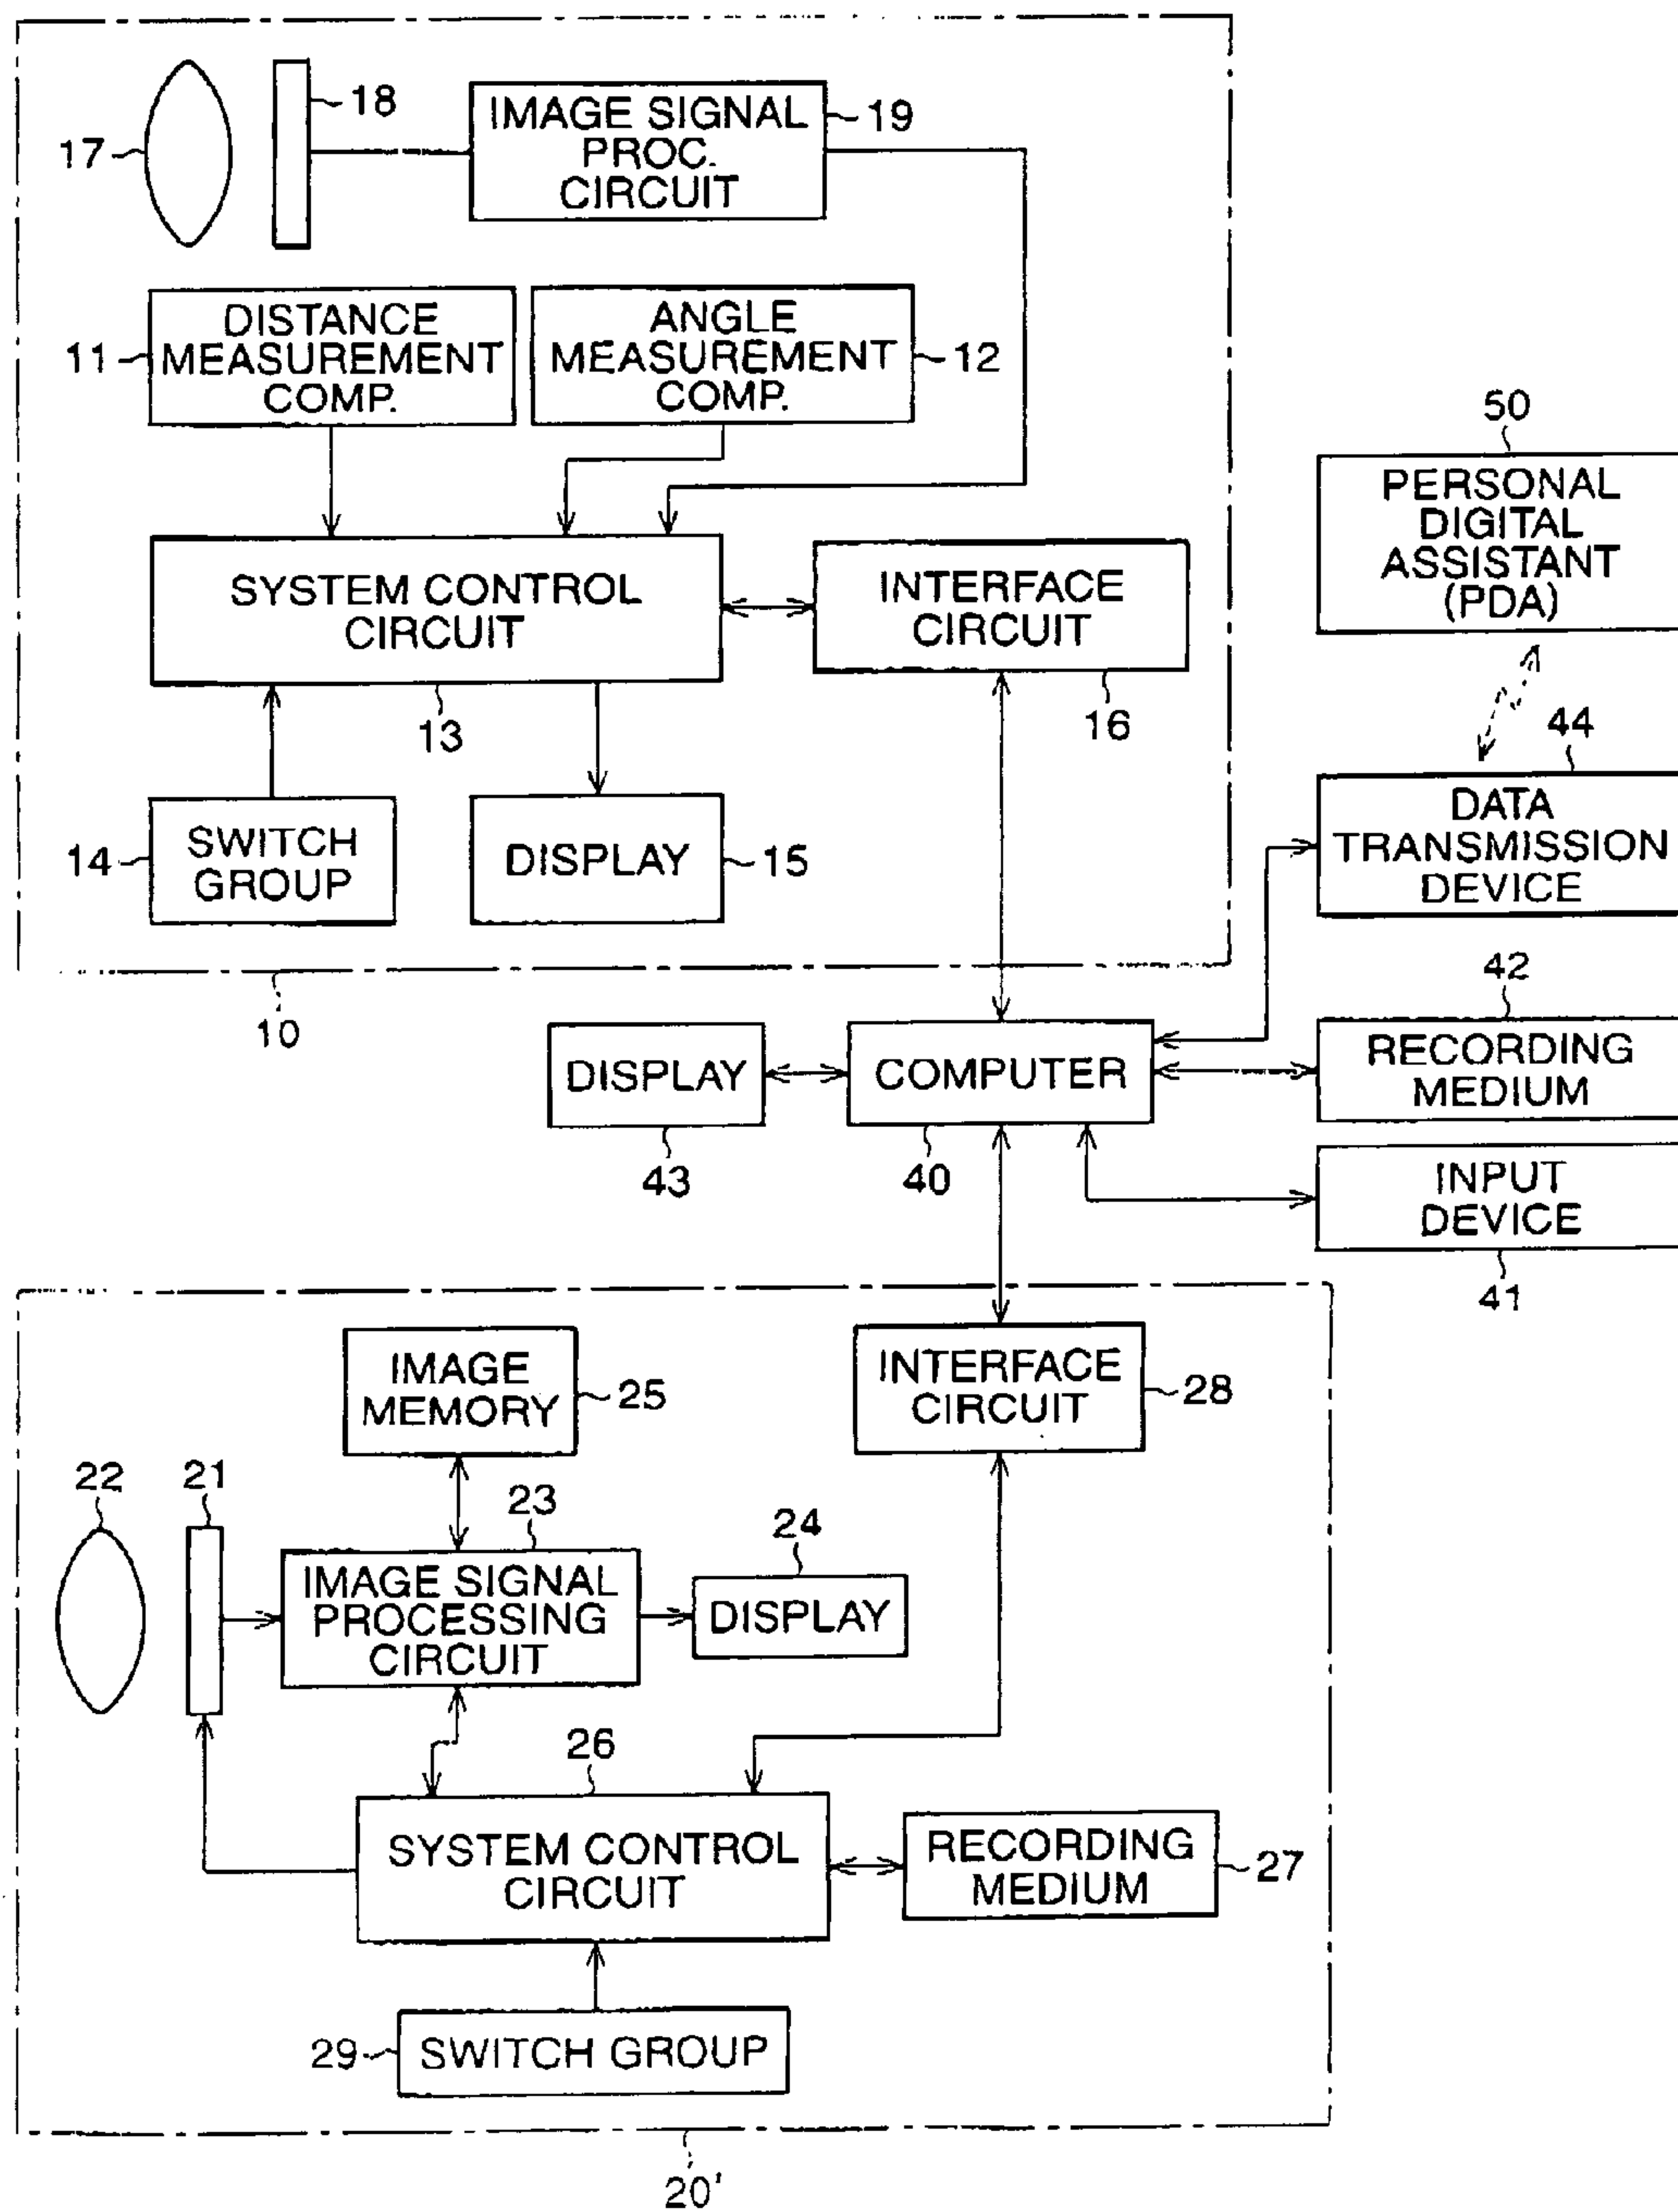 17
18
IMAGE SIGNAL
PROC.
CIRCUIT
19
11
DISTANCE
MEASUREMENT
COMP.
ANGLE
MEASUREMENT
COMP.
12
SYSTEM CONTROL
CIRCUIT
13
INTERFACE
CIRCUIT
16
14
SWITCH
GROUP
DISPLAY
15
10
50
PERSONAL
DIGITAL
ASSISTANT
(PDA)
44
DATA
TRANSMISSION
DEVICE
42
RECORDING
MEDIUM
DISPLAY
43
COMPUTER
40
INPUT
DEVICE
41
IMAGE
MEMORY
25
INTERFACE
CIRCUIT
28
22
21
23
IMAGE SIGNAL
PROCESSING
CIRCUIT
24
DISPLAY
26
SYSTEM CONTROL
CIRCUIT
RECORDING
MEDIUM
27
29
SWITCH GROUP
20'